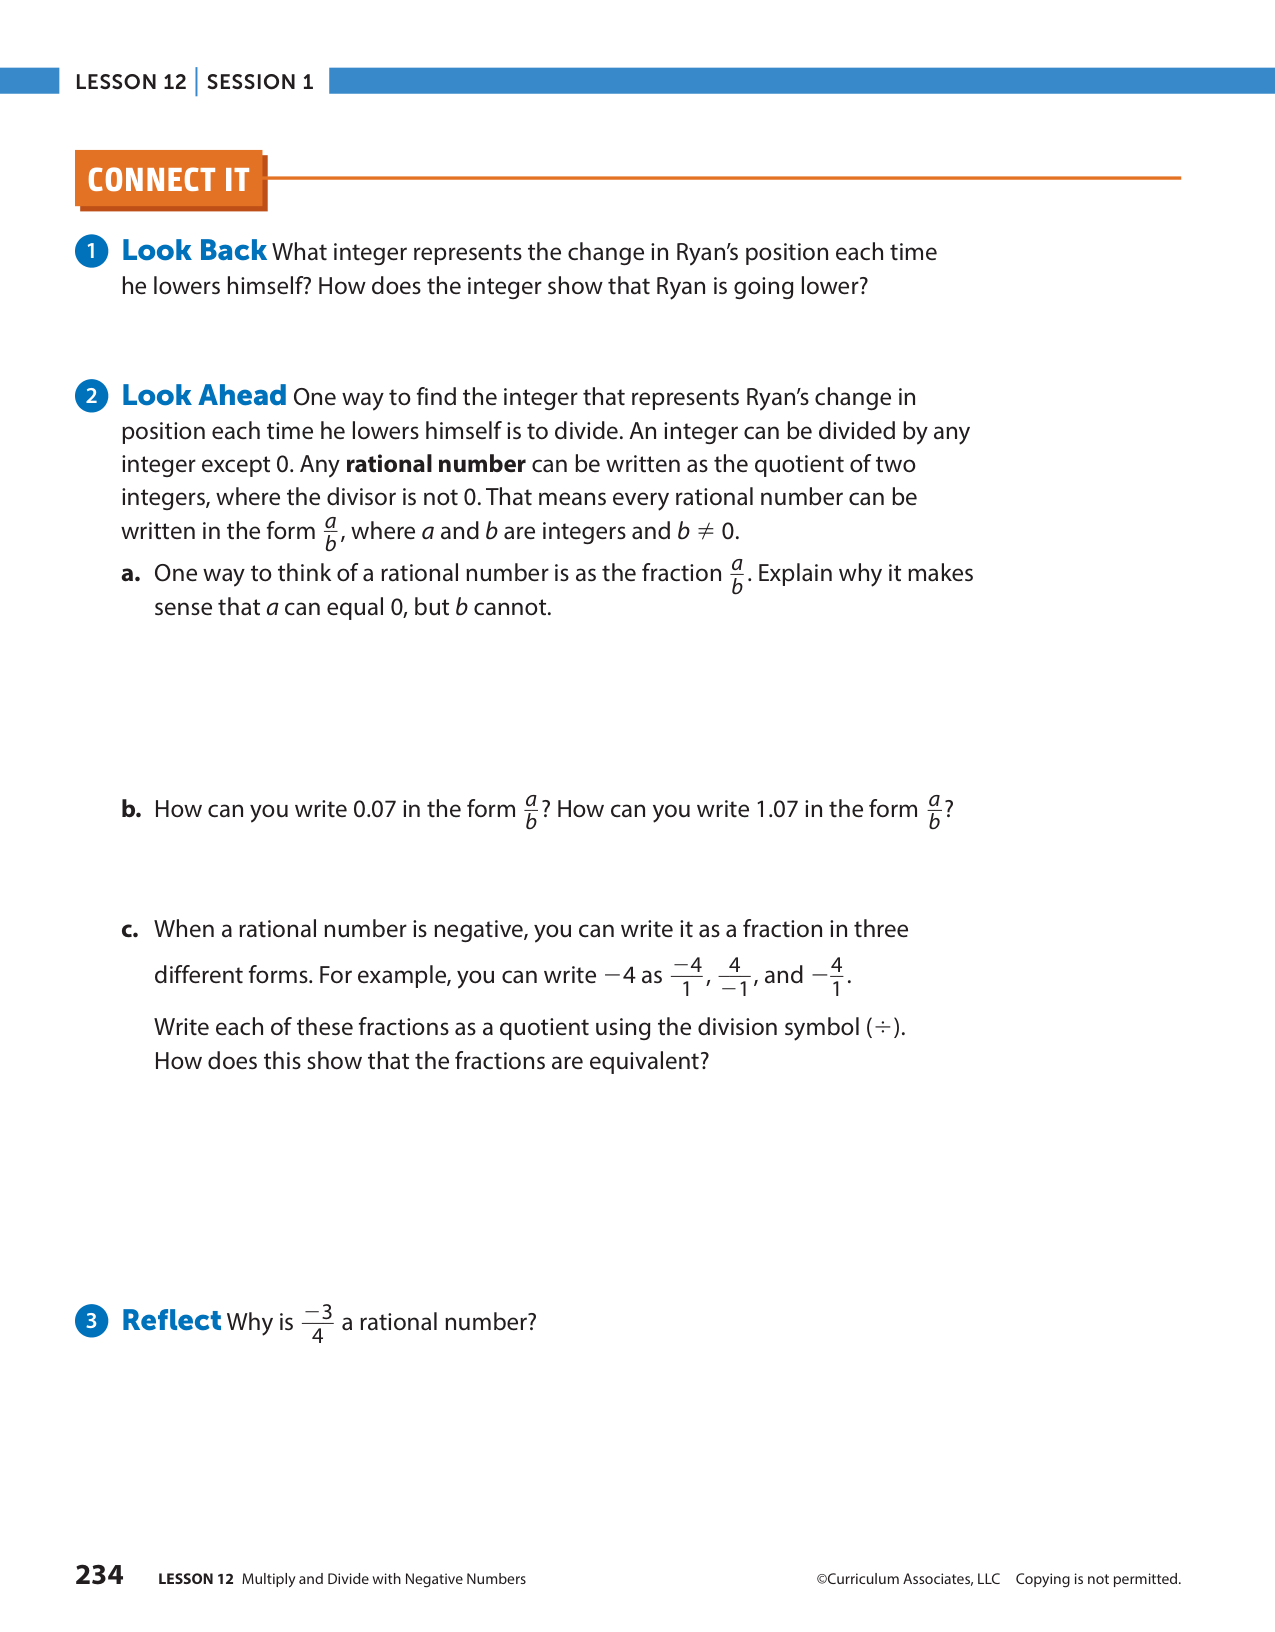 LESSON 12 | SESSION 1
CONNECT IT
1 Look Back What integer represents the change in Ryan’s position each time
he lowers himself? How does the integer show that Ryan is going lower?
2 Look Ahead One way to find the integer that represents Ryan’s change in
position each time he lowers himself is to divide. An integer can be divided by any
integer except 0. Any rational number can be written as the quotient of two
integers, where the divisor is not 0. That means every rational number can be
written in the form a/b, where a and b are integers and b ≠ 0.
a. One way to think of a rational number is as the fraction a/b. Explain why it makes
sense that a can equal 0, but b cannot.
b. How can you write 0.07 in the form a/b? How can you write 1.07 in the form a/b?
c. When a rational number is negative, you can write it as a fraction in three
different forms. For example, you can write −4 as −4/1, 4/−1, and −4/1.
Write each of these fractions as a quotient using the division symbol (÷).
How does this show that the fractions are equivalent?
3 Reflect Why is −3/4 a rational number?
234 LESSON 12 Multiply and Divide with Negative Numbers ©Curriculum Associates, LLC Copying is not permitted.